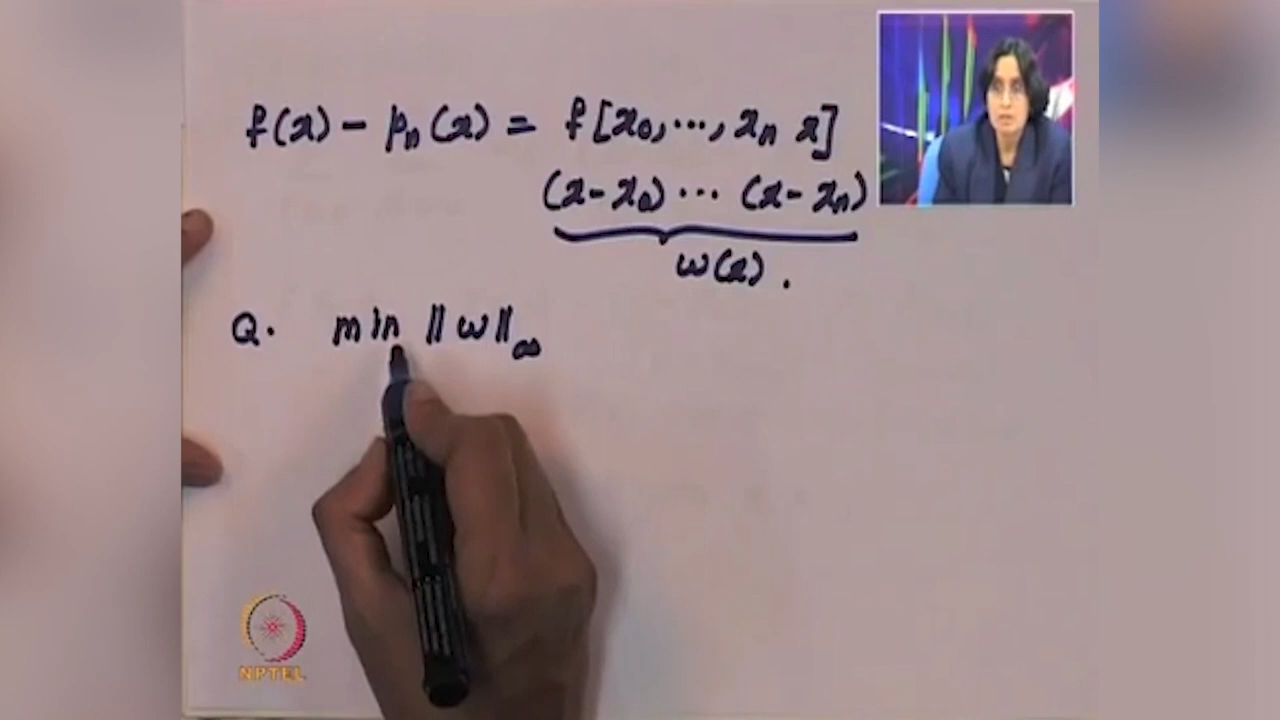 f(x) - pₙ(x) = f[x₀, ..., xₙ x]
(x-x₀) ... (x-xₙ)
w(x).
Q. min ‖w‖∞
NPTEL